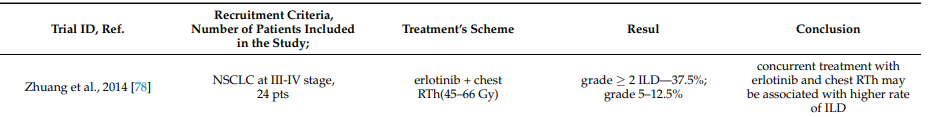 Trial ID, Ref.
Recruitment Criteria,
Number of Patients Included
in the Study;
Treatment's Scheme
Resul
Conclusion
Zhuang et al., 2014 [78]
NSCLC at III-IV stage,
24 pts
erlotinib + chest
RTh(45–66 Gy)
grade ≥ 2 ILD—37.5%;
grade 5–12.5%
concurrent treatment with
erlotinib and chest RTh may
be associated with higher rate
of ILD